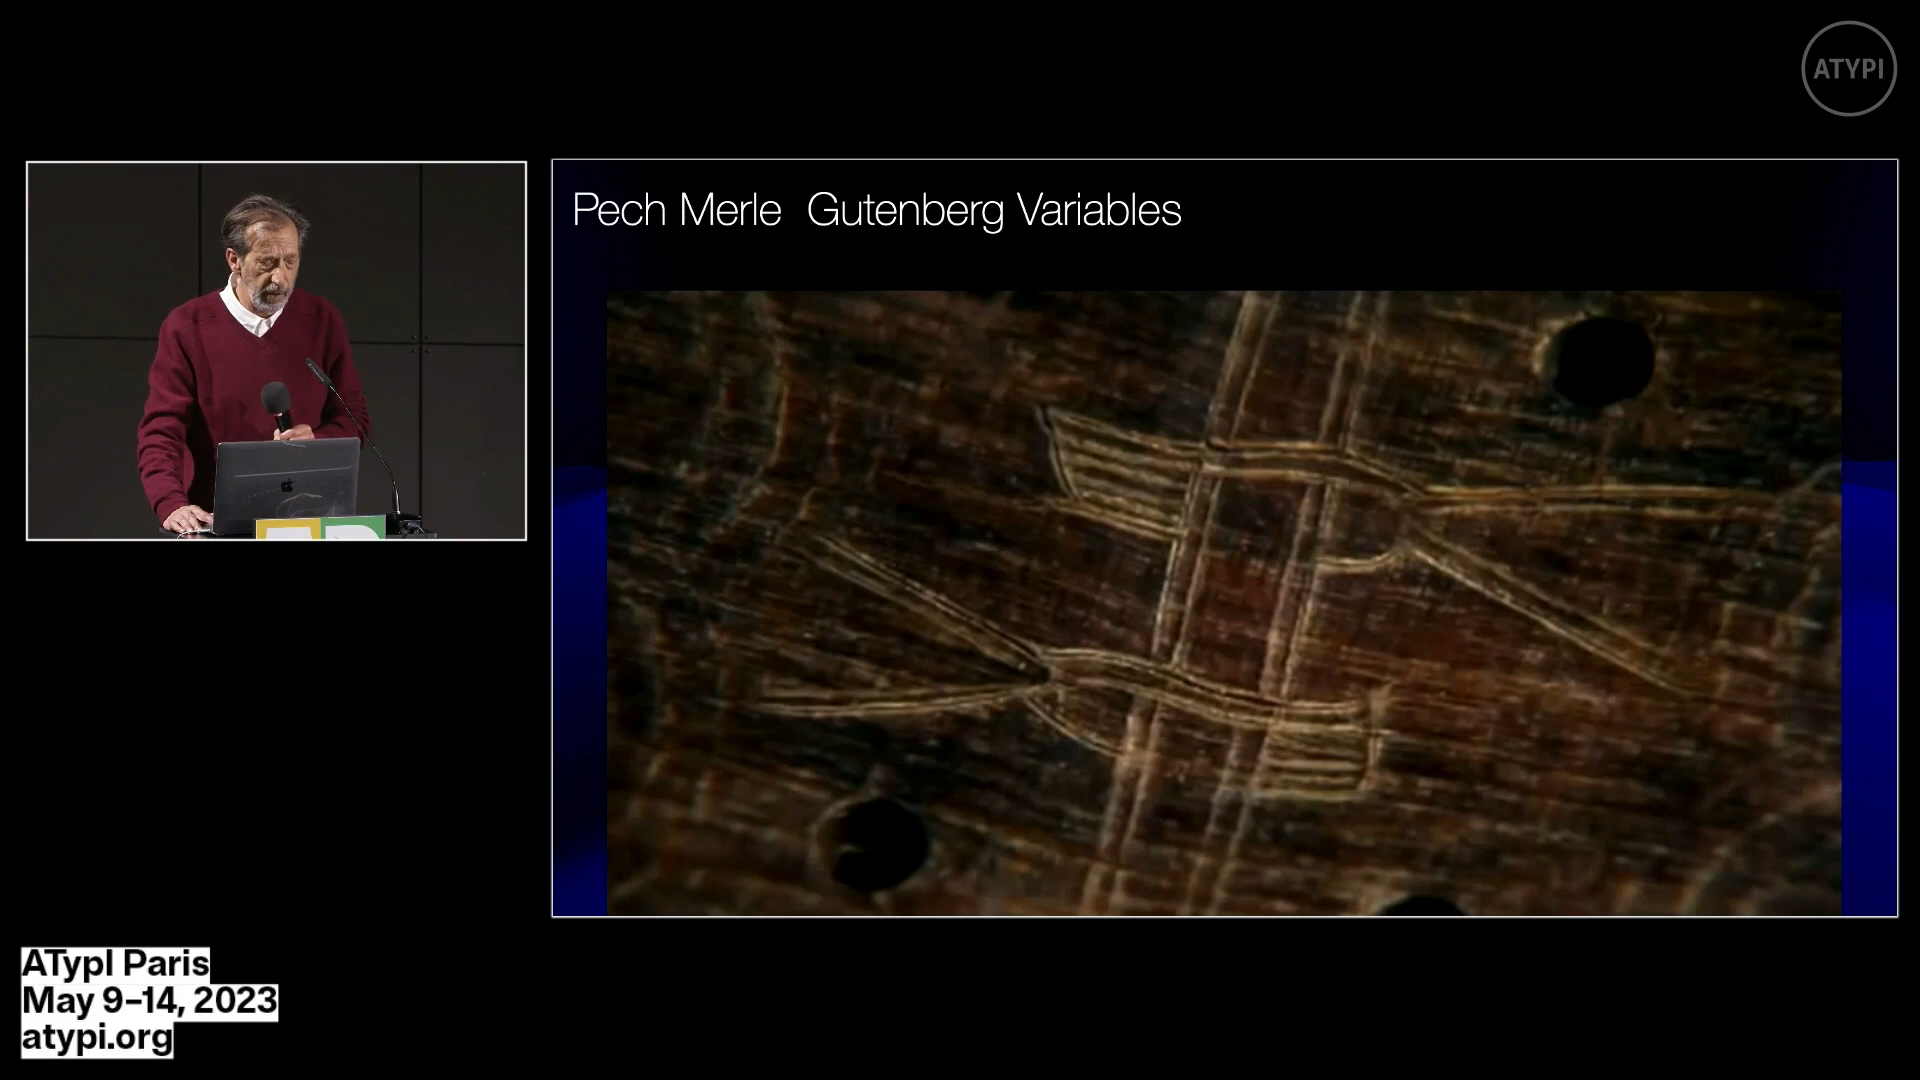 ATYPI
Pech Merle Gutenberg Variables
ATypI Paris
May 9–14, 2023
atypi.org